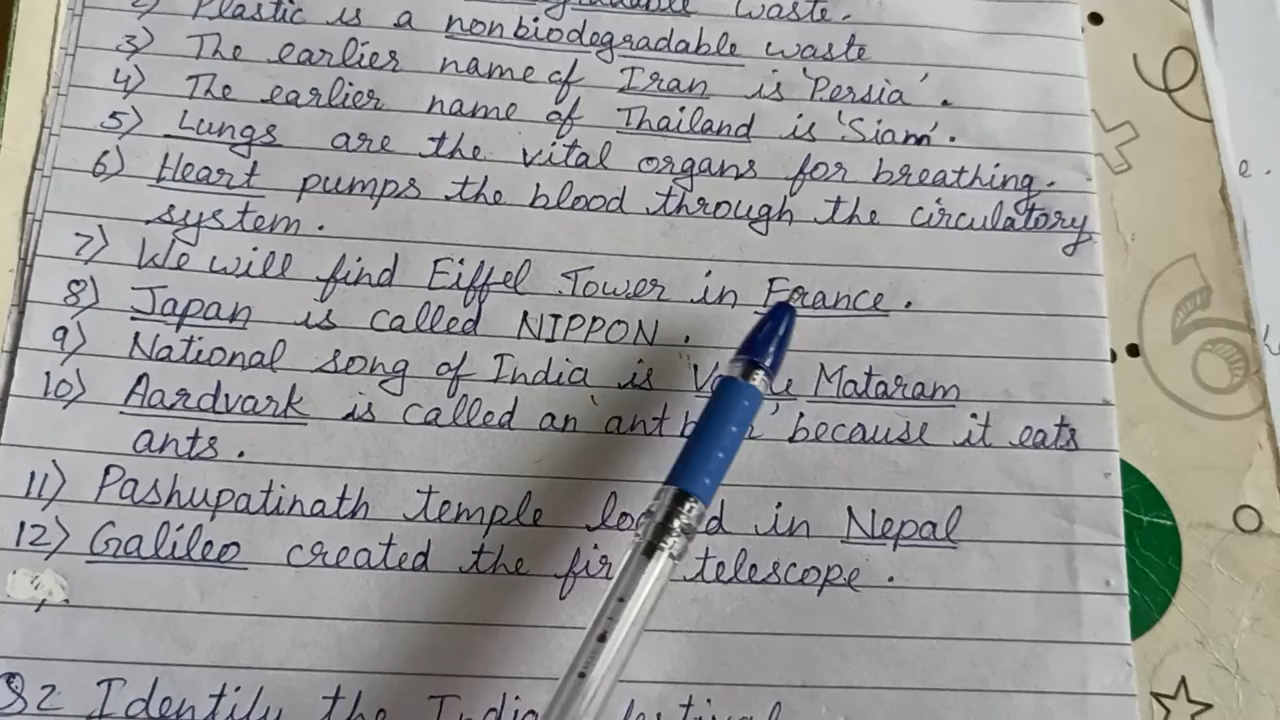 waste.
2) Plastic is a nonbiodegradable waste
3) The earlier name of Iran is 'Persia'.
4) The earlier name of Thailand is 'Siam'.
5) Lungs are the vital organs for breathing.
6) Heart pumps the blood through the circulatory
system.
7) We will find Eiffel Tower in France.
8) Japan is called NIPPON.
9) National song of India is Mataram
10) Aardvark is called an 'ant because it eats
ants.
11) Pashupatinath temple in Nepal
12) Galileo created the telescope.
Identify the